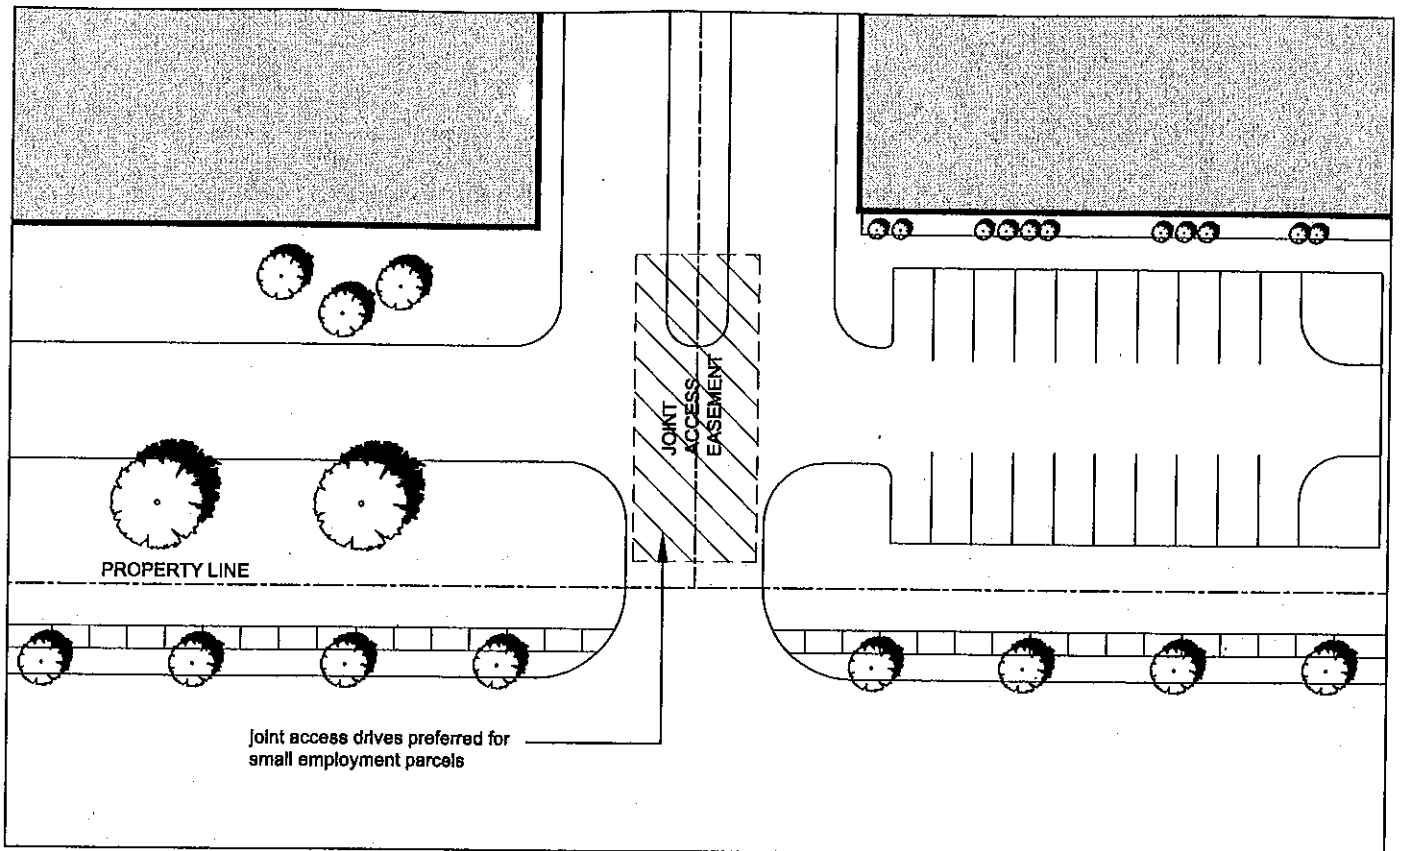 JOINT
ACCESS
EASEMENT
PROPERTY LINE
Joint access drives preferred for
small employment parcels